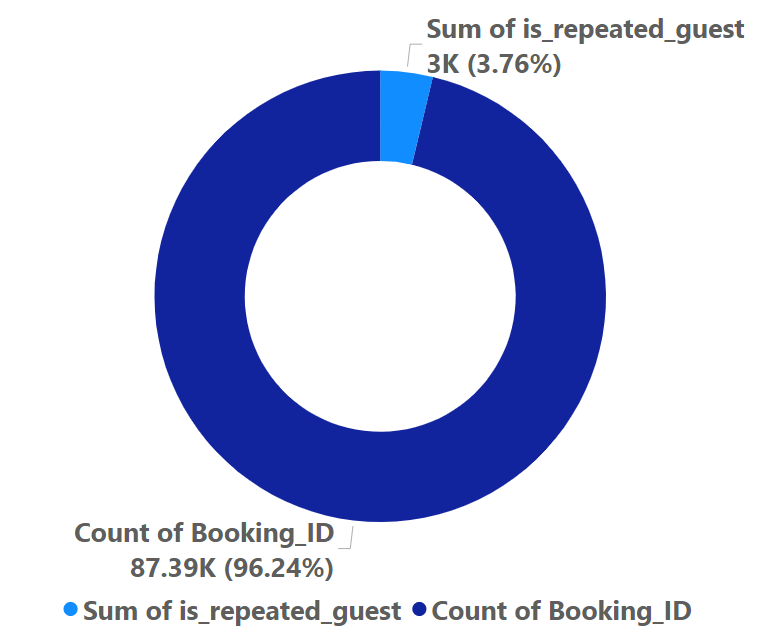 Sum of is_repeated_guest
3K (3.76%)
Count of Booking_ID
87.39K (96.24%)
Sum of is_repeated_guest Count of Booking_ID